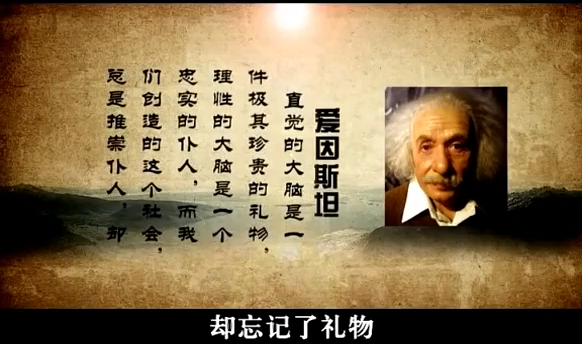 爱因斯坦
直觉的大脑是一
件极其珍贵的礼物,
理性的大脑是一个
忠实的仆人,而我
们创造的这个社会,
总是推崇仆人,却
却忘记了礼物